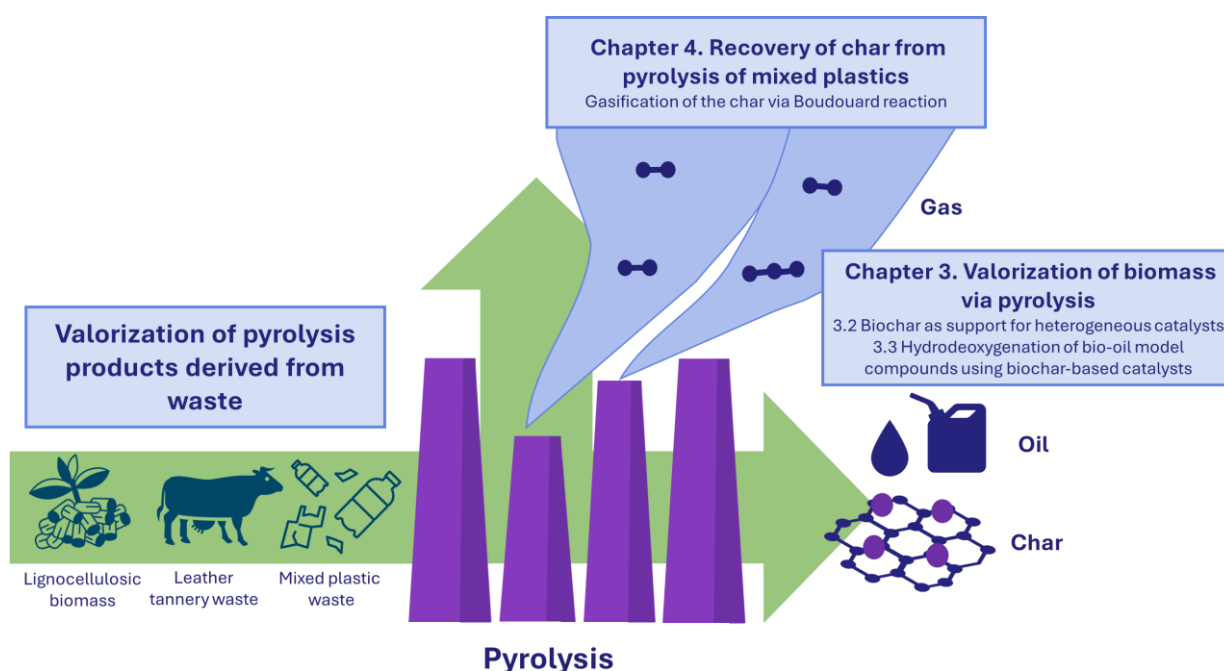 Chapter 4. Recovery of char from
pyrolysis of mixed plastics
Gasification of the char via Boudouard reaction
Gas
Chapter 3. Valorization of biomass
via pyrolysis
3.2 Biochar as support for heterogeneous catalysts
3.3 Hydrodeoxygenation of bio-oil model
compounds using biochar-based catalysts
Valorization of pyrolysis
products derived from
waste
Oil
Char
Lignocellulosic
biomass
Leather
tannery waste
Mixed plastic
waste
Pyrolysis